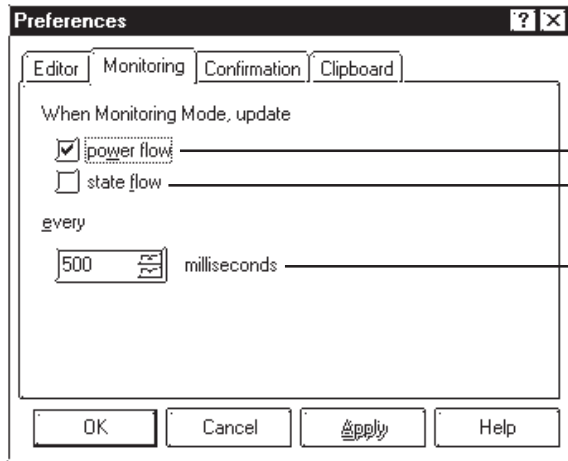 Preferences
Editor Monitoring Confirmation Clipboard
When Monitoring Mode, update
power flow
state flow
every
500 milliseconds
OK Cancel Apply Help